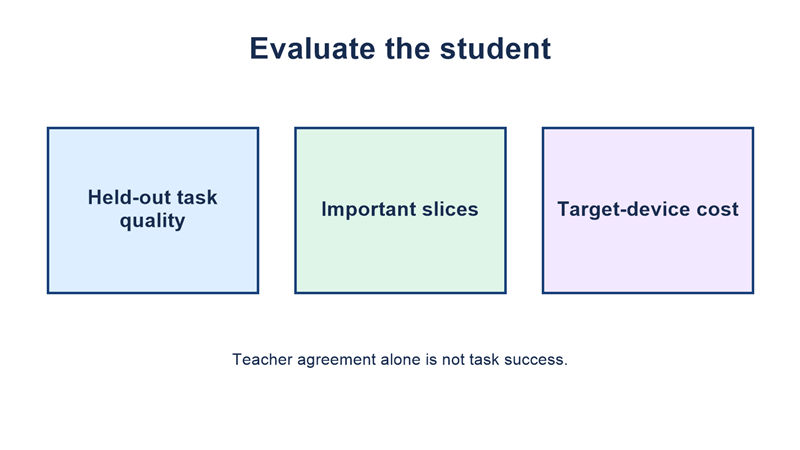 Evaluate the student
Held-out task
quality
Important slices
Target-device cost
Teacher agreement alone is not task success.